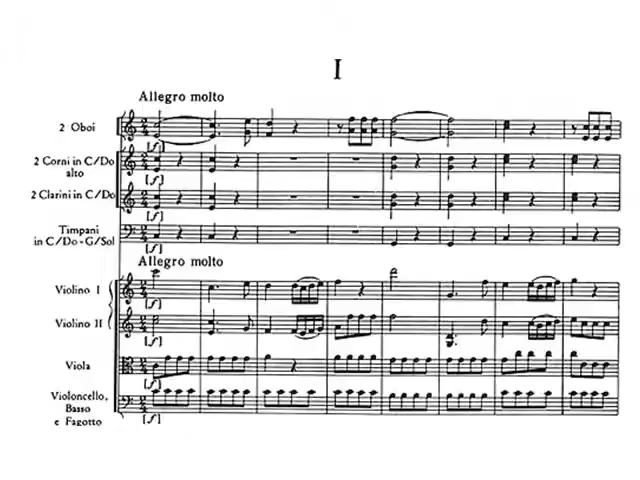 I
Allegro molto
2 Oboi
[f]
2 Corni in C/Do
alto
[f]
2 Clarini in C/Do
[f]
Timpani
in C/Do - G/Sol
[f]
Allegro molto
Violino I
[f]
Violino II
[f]
Viola
[f]
Violoncello,
Basso
e Fagotto
[f]